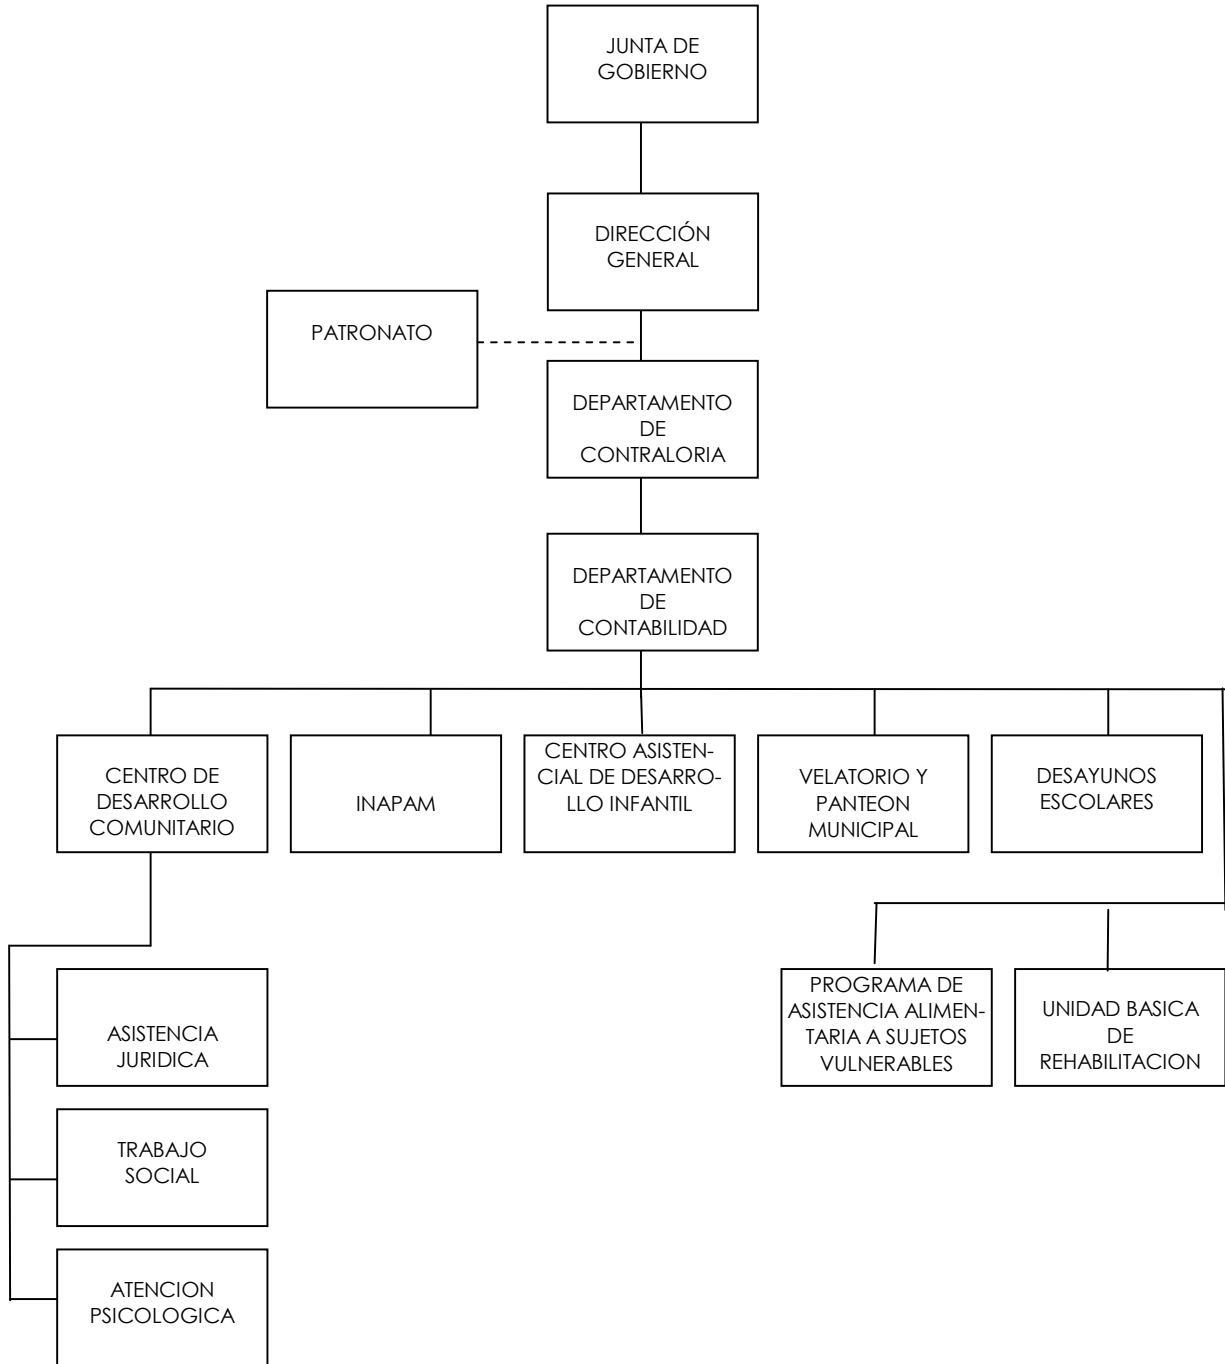 JUNTA DE
GOBIERNO
DIRECCIÓN
GENERAL
PATRONATO
DEPARTAMENTO
DE
CONTRALORIA
DEPARTAMENTO
DE
CONTABILIDAD
CENTRO DE
DESARROLLO
COMUNITARIO
INAPAM
CENTRO ASISTEN-
CIAL DE DESARRO-
LLO INFANTIL
VELATORIO Y
PANTEON
MUNICIPAL
DESAYUNOS
ESCOLARES
PROGRAMA DE
ASISTENCIA ALIMEN-
TARIA A SUJETOS
VULNERABLES
UNIDAD BASICA
DE
REHABILITACION
ASISTENCIA
JURIDICA
TRABAJO
SOCIAL
ATENCION
PSICOLOGICA